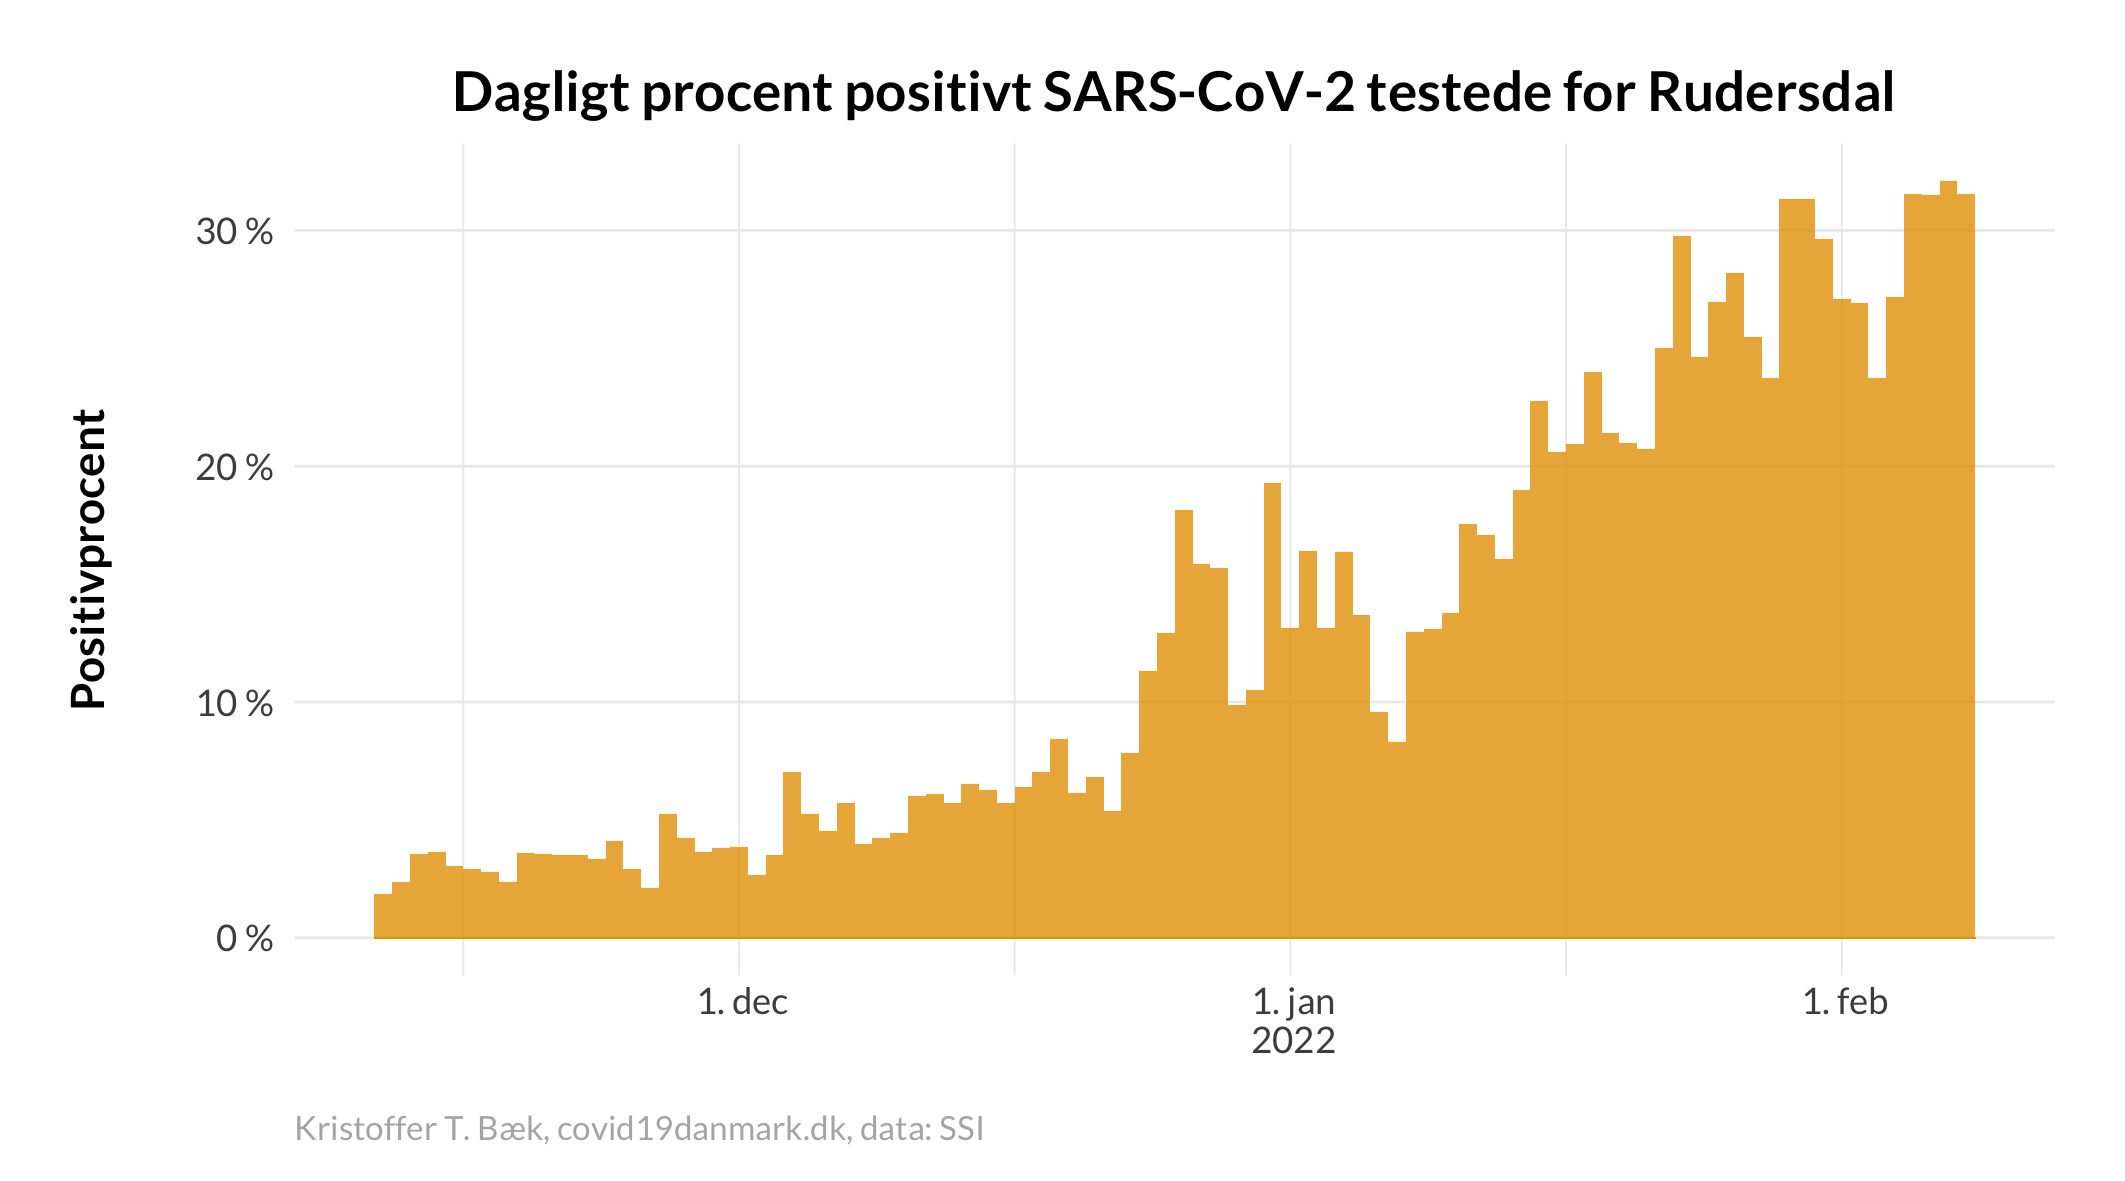 Dagligt procent positivt SARS-CoV-2 testede for Rudersdal
Positivprocent
30 %
20 %
10 %
0 %
1. dec
1. jan
2022
1. feb
Kristoffer T. Bæk, covid19danmark.dk, data: SSI